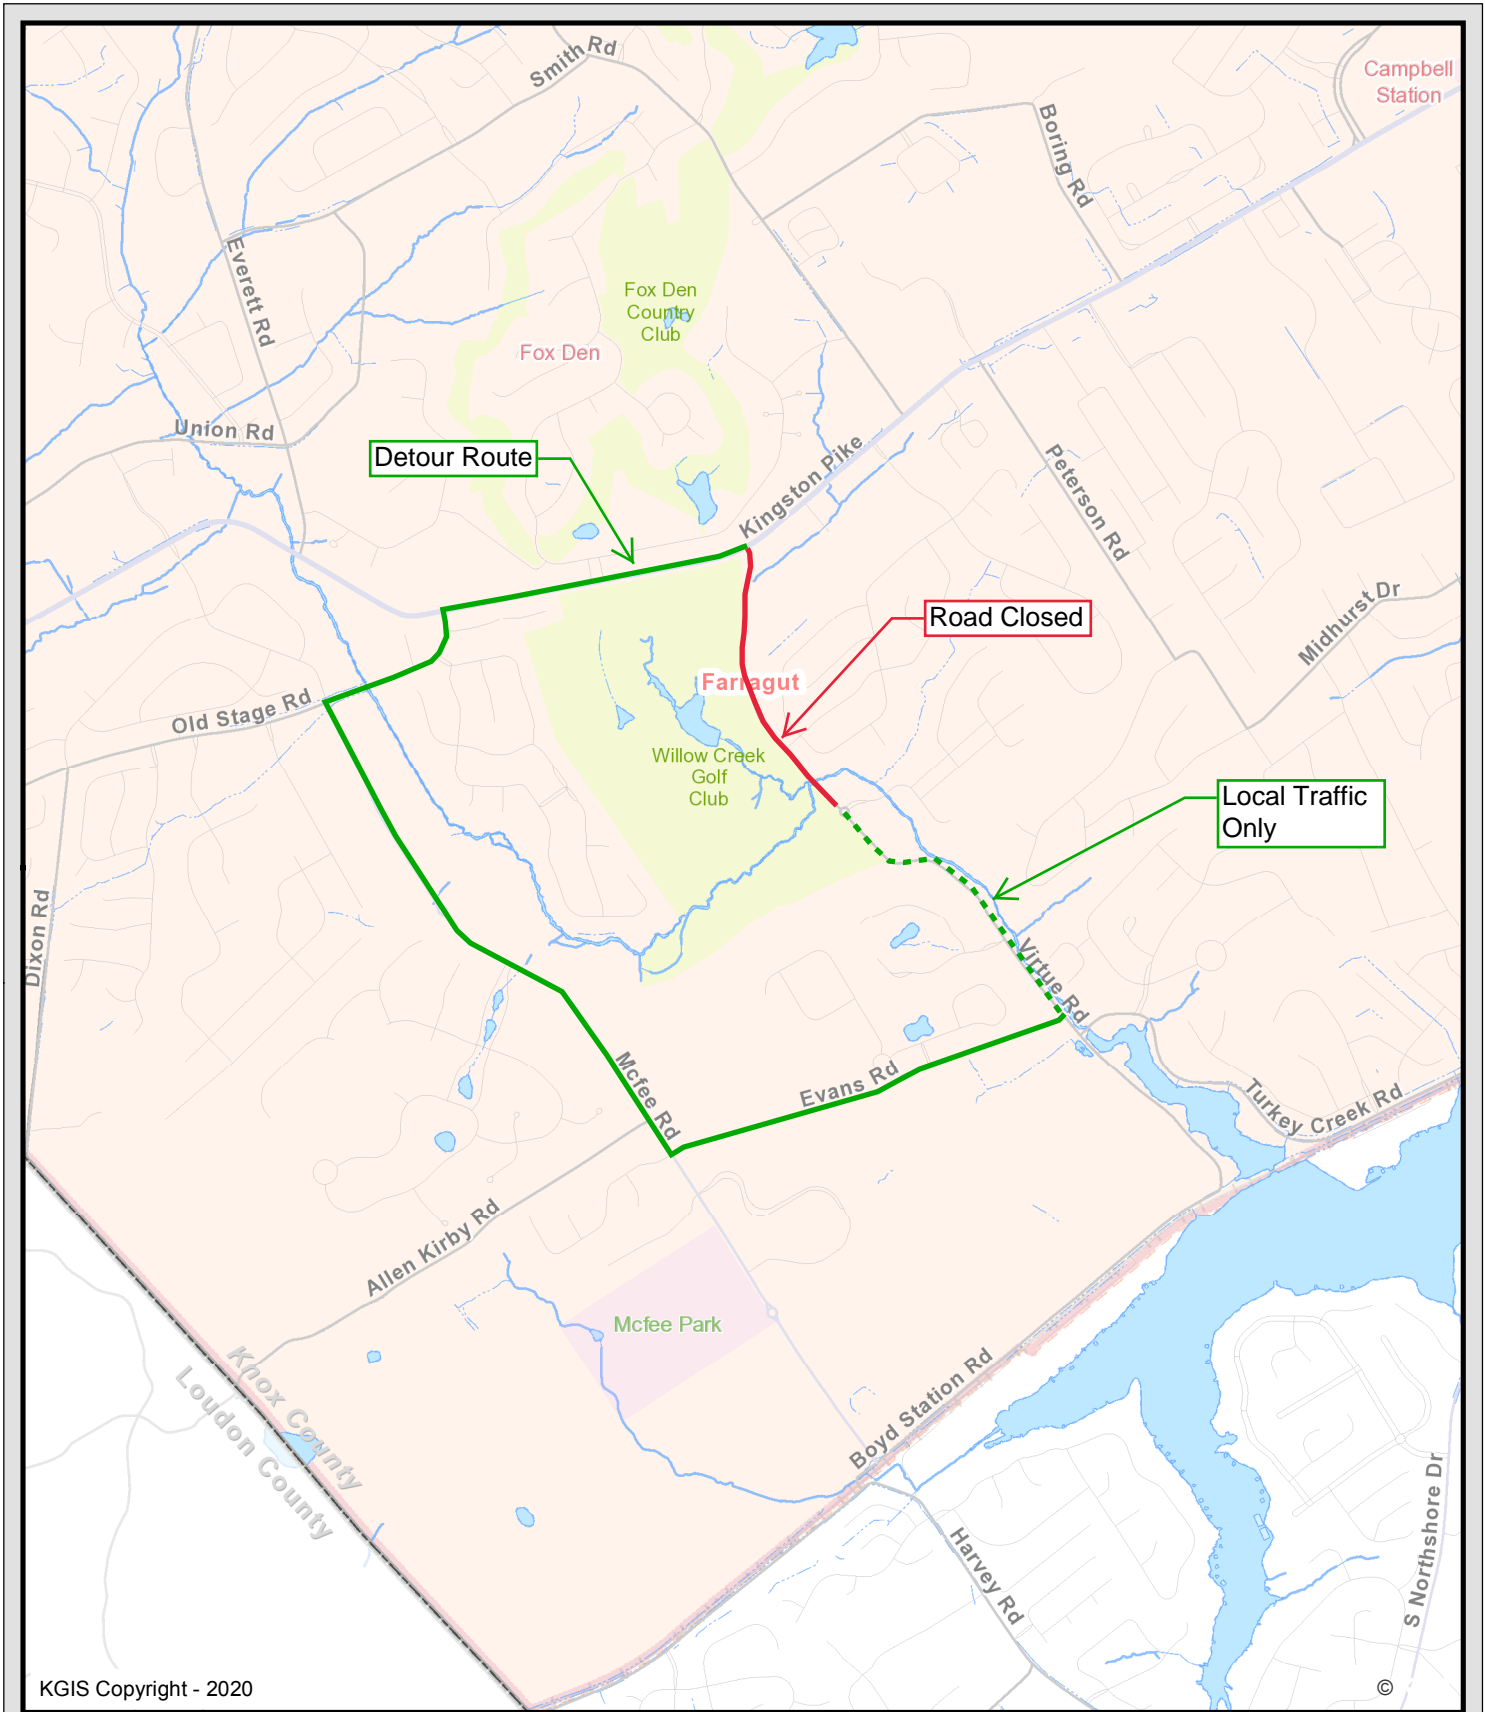 Smith Rd
Campbell
Station
Boring Rd
Everett Rd
Fox Den
Country
Club
Fox Den
Union Rd
Detour Route
Kingston Pike
Peterson Rd
Road Closed
Midhurst Dr
Farragut
Old Stage Rd
Willow Creek
Golf
Club
Local Traffic
Only
Dixon Rd
Virtue Rd
Mcfee Rd
Evans Rd
Turkey Creek Rd
Allen Kirby Rd
Mcfee Park
Knox County
Loudon County
Boyd Station Rd
Harvey Rd
S Northshore Dr
KGIS Copyright - 2020
©